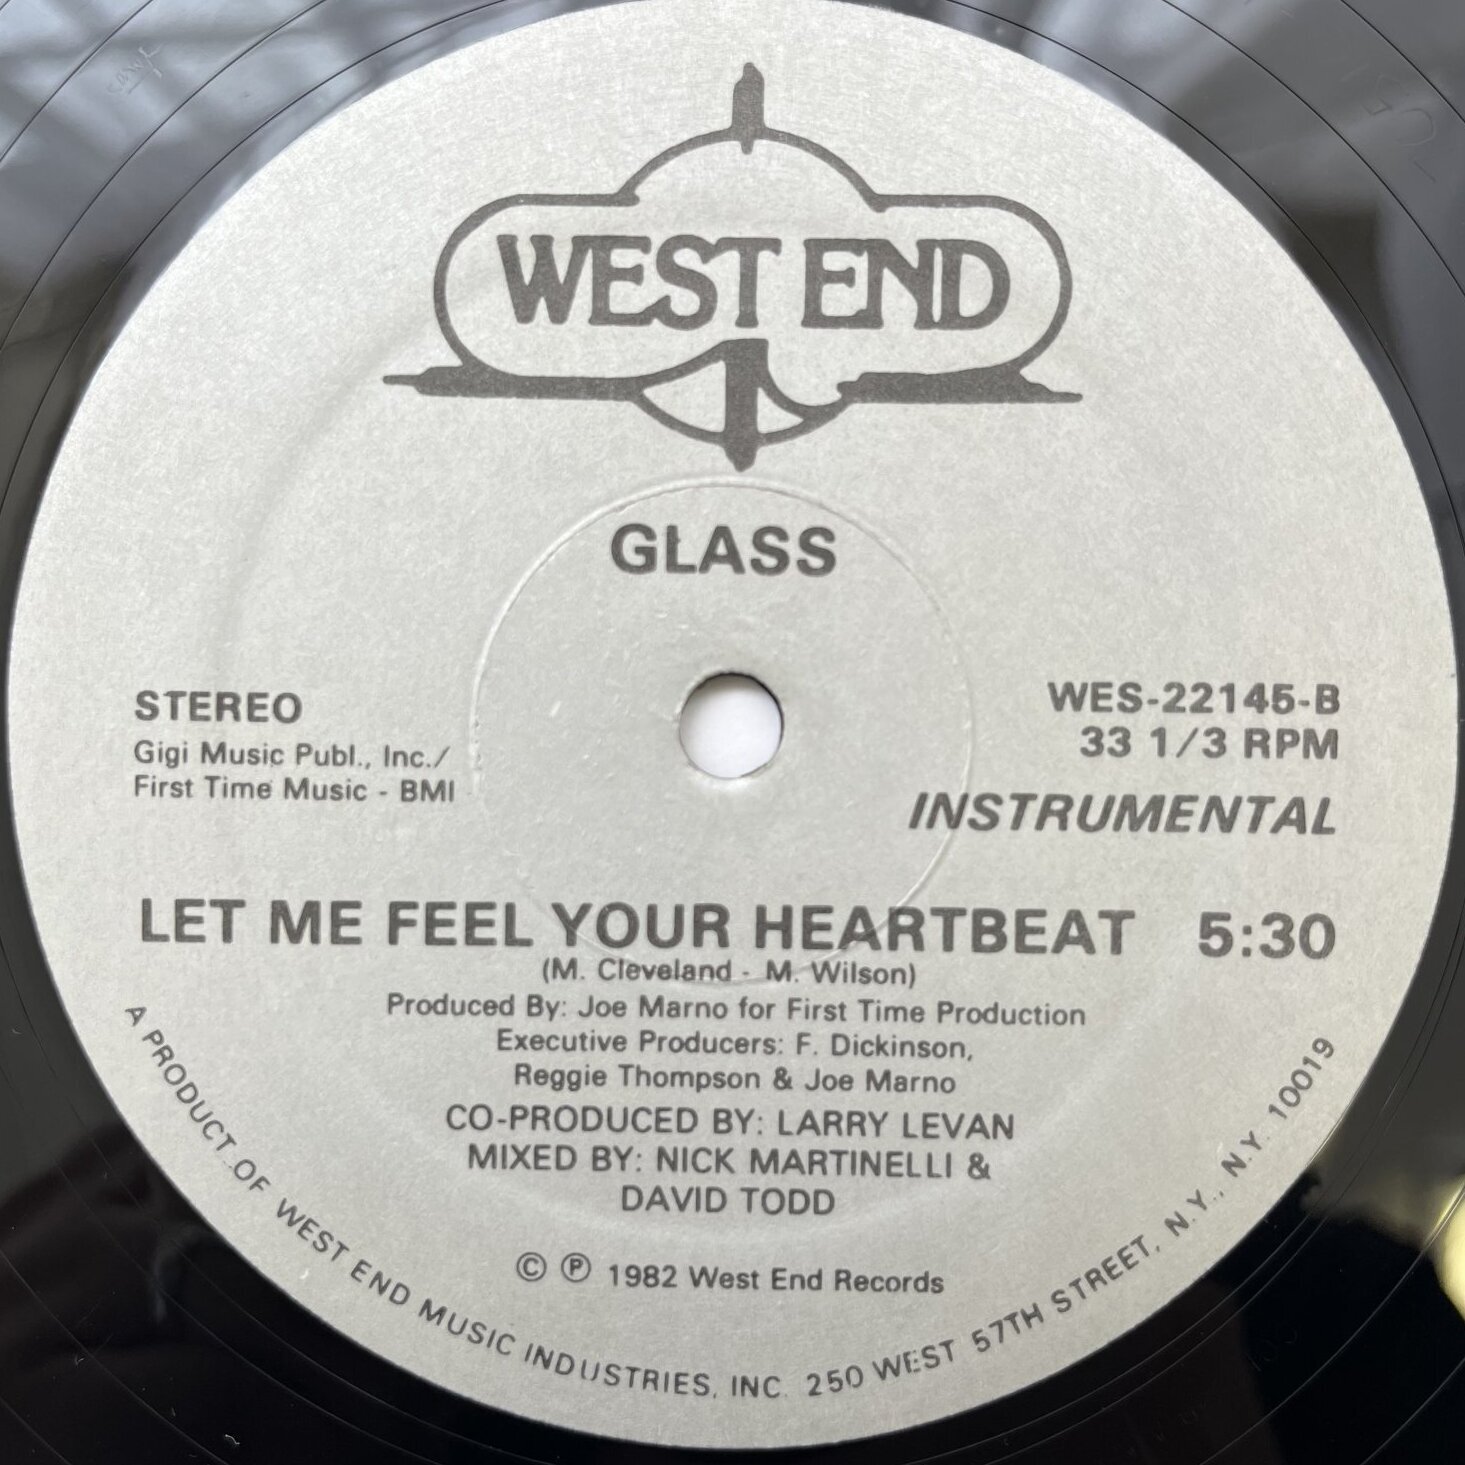 WEST END
GLASS
STEREO
Gigi Music Publ., Inc./
First Time Music - BMI
WES-22145-B
33 1/3 RPM
INSTRUMENTAL
LET ME FEEL YOUR HEARTBEAT 5:30
(M. Cleveland - M. Wilson)
Produced By: Joe Marno for First Time Production
Executive Producers: F. Dickinson,
Reggie Thompson & Joe Marno
CO-PRODUCED BY: LARRY LEVAN
MIXED BY: NICK MARTINELLI &
DAVID TODD
© ℗ 1982 West End Records
A PRODUCT OF WEST END MUSIC INDUSTRIES, INC. 250 WEST 57TH STREET, N.Y., N.Y. 10019